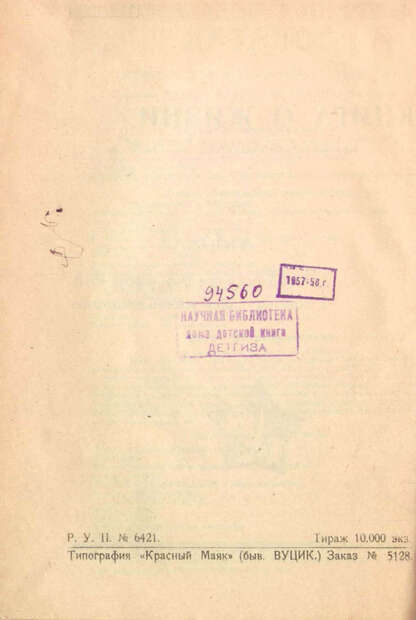 1957-58 г
94560
НАУЧНАЯ БИБЛИОТЕКА
дома детской книги
ДЕТГИЗА
Р. У. П. № 6421. Тираж 10.000 экз.
Типография «Красный Маяк» (быв. ВУЦИК.) Заказ № 5128.